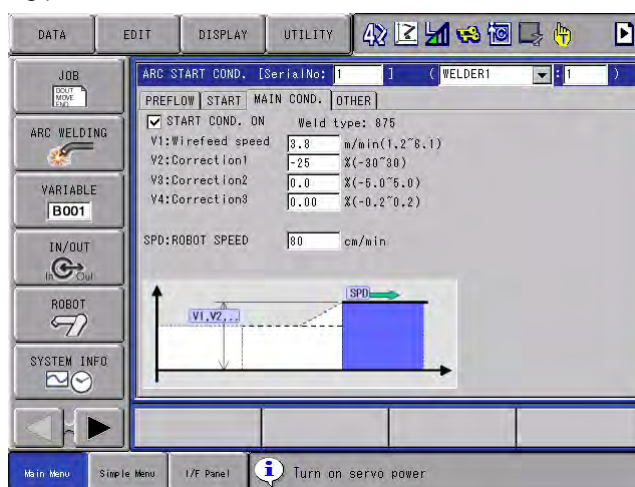 DATA EDIT DISPLAY UTILITY
JOB
DOUT
MOVE
END
ARC WELDING
VARIABLE
B001
IN/OUT
In Out
ROBOT
SYSTEM INFO
ARC START COND. [SerialNo: 1 ] ( WELDER1 : 1 )
PREFLOW START MAIN COND. OTHER
START COND. ON Weld type: 875
V1:Wirefeed speed 3.8 m/min(1.2~6.1)
V2:Correction1 -25 %(-30~30)
V3:Correction2 0.0 %(-5.0~5.0)
V4:Correction3 0.00 %(-0.2~0.2)
SPD:ROBOT SPEED 80 cm/min
SPD
V1,V2,...
Main Menu Simple Menu I/F Panel Turn on servo power